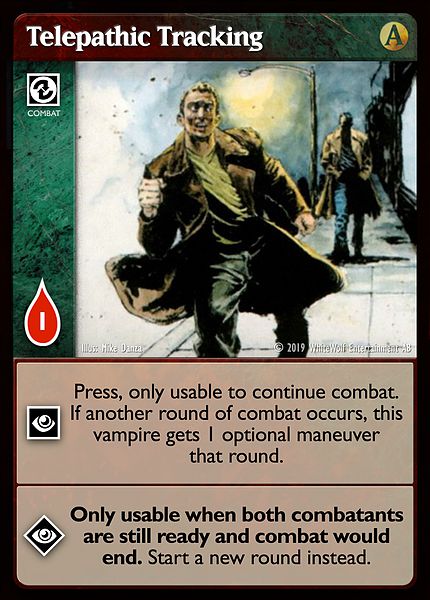 Telepathic Tracking
A
COMBAT
1
Illus: Mike Danza
© 2019 WhiteWolf Entertainment AB
Press, only usable to continue combat.
If another round of combat occurs, this
vampire gets 1 optional maneuver
that round.
Only usable when both combatants
are still ready and combat would
end. Start a new round instead.